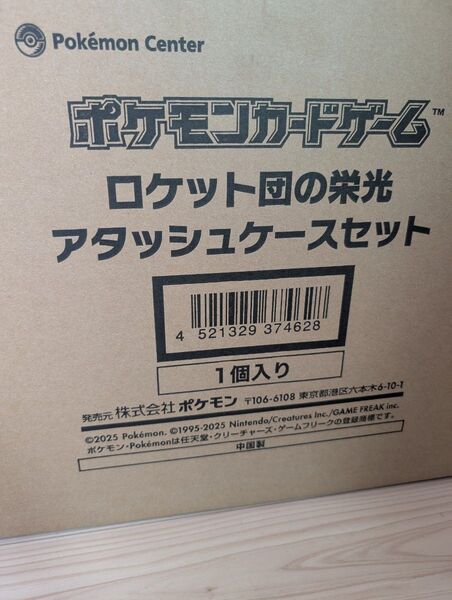 Pokémon Center
ポケモンカードゲーム™
ロケット団の栄光
アタッシュケースセット
4 521329 374628
1個入り
発売元 株式会社 ポケモン 〒106-6108 東京都港区六本木6-10-1
©2025 Pokémon. ©1995-2025 Nintendo/Creatures Inc./GAME FREAK inc.
ポケモン・Pokémonは任天堂・クリーチャーズ・ゲームフリークの登録商標です。
中国製